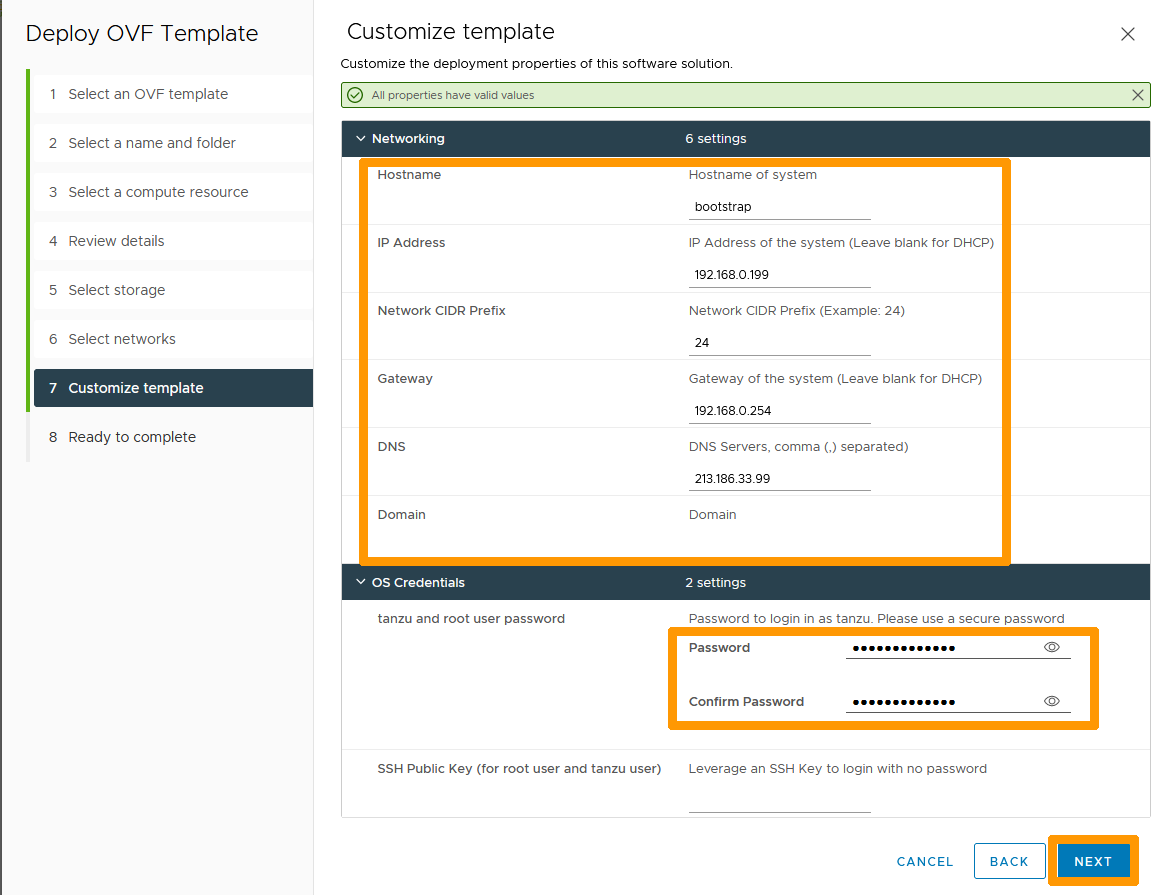 Deploy OVF Template
1 Select an OVF template
2 Select a name and folder
3 Select a compute resource
4 Review details
5 Select storage
6 Select networks
7 Customize template
8 Ready to complete
Customize template
Customize the deployment properties of this software solution.
All properties have valid values
Networking 6 settings
Hostname Hostname of system
bootstrap
IP Address IP Address of the system (Leave blank for DHCP)
192.168.0.199
Network CIDR Prefix Network CIDR Prefix (Example: 24)
24
Gateway Gateway of the system (Leave blank for DHCP)
192.168.0.254
DNS DNS Servers, comma (,) separated)
213.186.33.99
Domain Domain
OS Credentials 2 settings
tanzu and root user password Password to login in as tanzu. Please use a secure password
Password •••••••••••••
Confirm Password •••••••••••••
SSH Public Key (for root user and tanzu user) Leverage an SSH Key to login with no password
CANCEL BACK NEXT